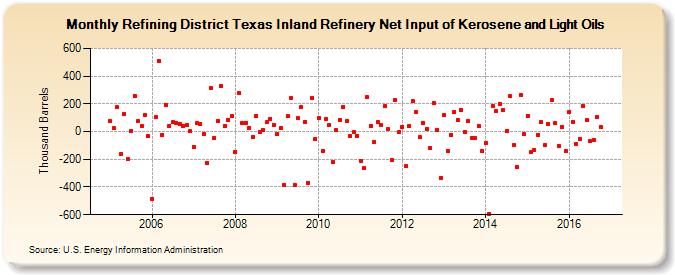 Monthly Refining District Texas Inland Refinery Net Input of Kerosene and Light Oils
Thousand Barrels
600
400
200
0
-200
-400
-600
2006 2008 2010 2012 2014 2016
Source: U.S. Energy Information Administration